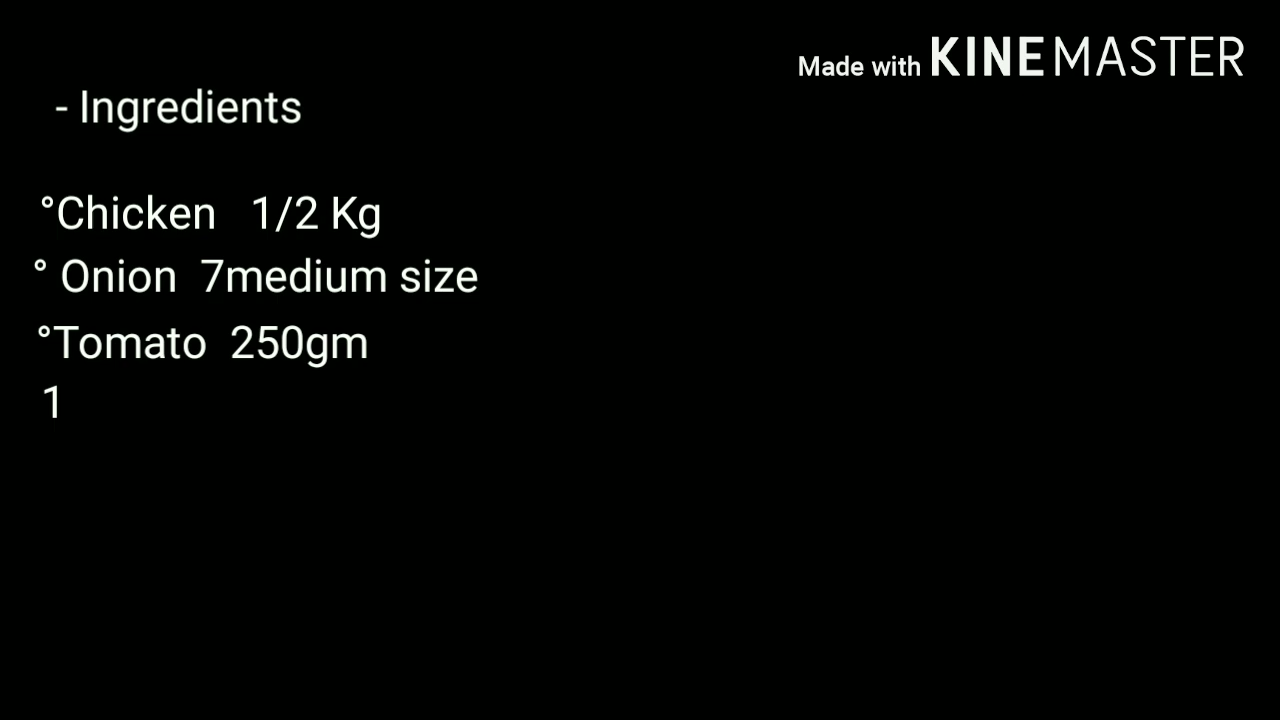 Made with KINEMASTER
- Ingredients
°Chicken 1/2 Kg
° Onion 7medium size
°Tomato 250gm
1